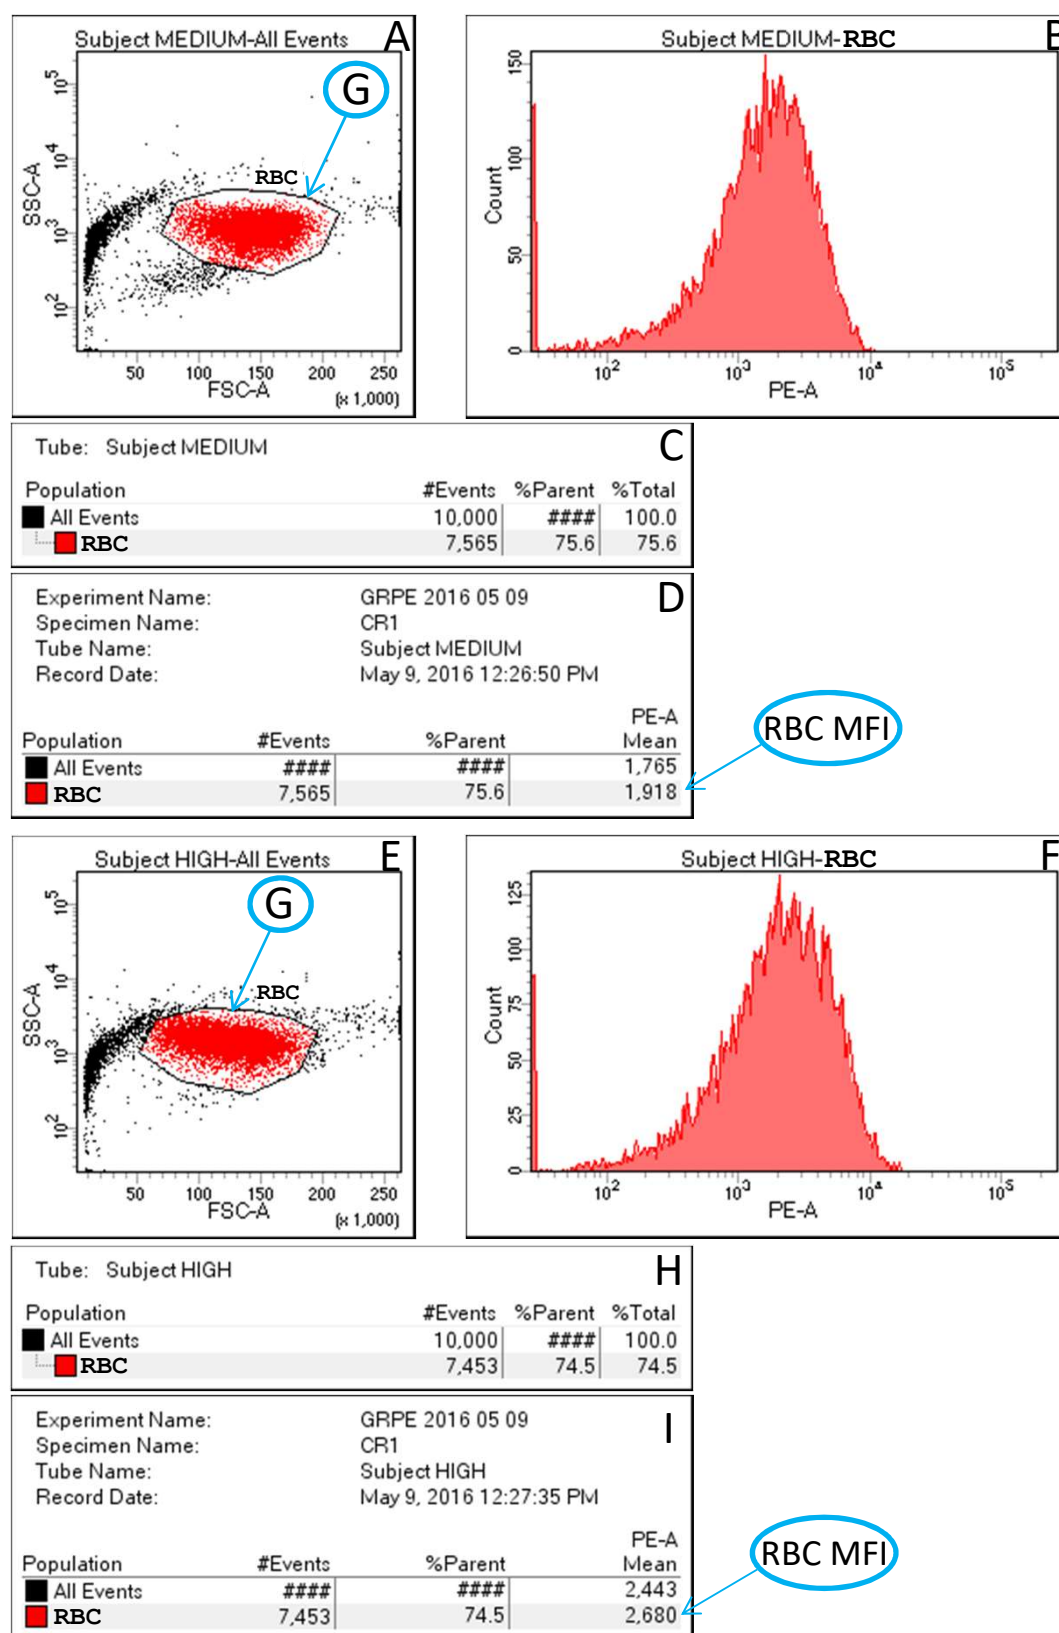 Subject MEDIUM-All Events
A
G
RBC
SSC-A
10^5
10^4
10^3
10^2
50 100 150 200 250
FSC-A
(x 1,000)
Subject MEDIUM-RBC
B
Count
150
100
50
0
10^2 10^3 10^4 10^5
PE-A
Tube: Subject MEDIUM
C
Population #Events %Parent %Total
All Events 10,000 #### 100.0
RBC 7,565 75.6 75.6
Experiment Name: GRPE 2016 05 09
D
Specimen Name: CR1
Tube Name: Subject MEDIUM
Record Date: May 9, 2016 12:26:50 PM
PE-A
Population #Events %Parent Mean
All Events #### #### 1,765
RBC 7,565 75.6 1,918
RBC MFI
Subject HIGH-All Events
E
G
RBC
SSC-A
10^5
10^4
10^3
10^2
50 100 150 200 250
FSC-A
(x 1,000)
Subject HIGH-RBC
F
Count
125
100
75
50
25
0
10^2 10^3 10^4 10^5
PE-A
Tube: Subject HIGH
H
Population #Events %Parent %Total
All Events 10,000 #### 100.0
RBC 7,453 74.5 74.5
Experiment Name: GRPE 2016 05 09
I
Specimen Name: CR1
Tube Name: Subject HIGH
Record Date: May 9, 2016 12:27:35 PM
PE-A
Population #Events %Parent Mean
All Events #### #### 2,443
RBC 7,453 74.5 2,680
RBC MFI